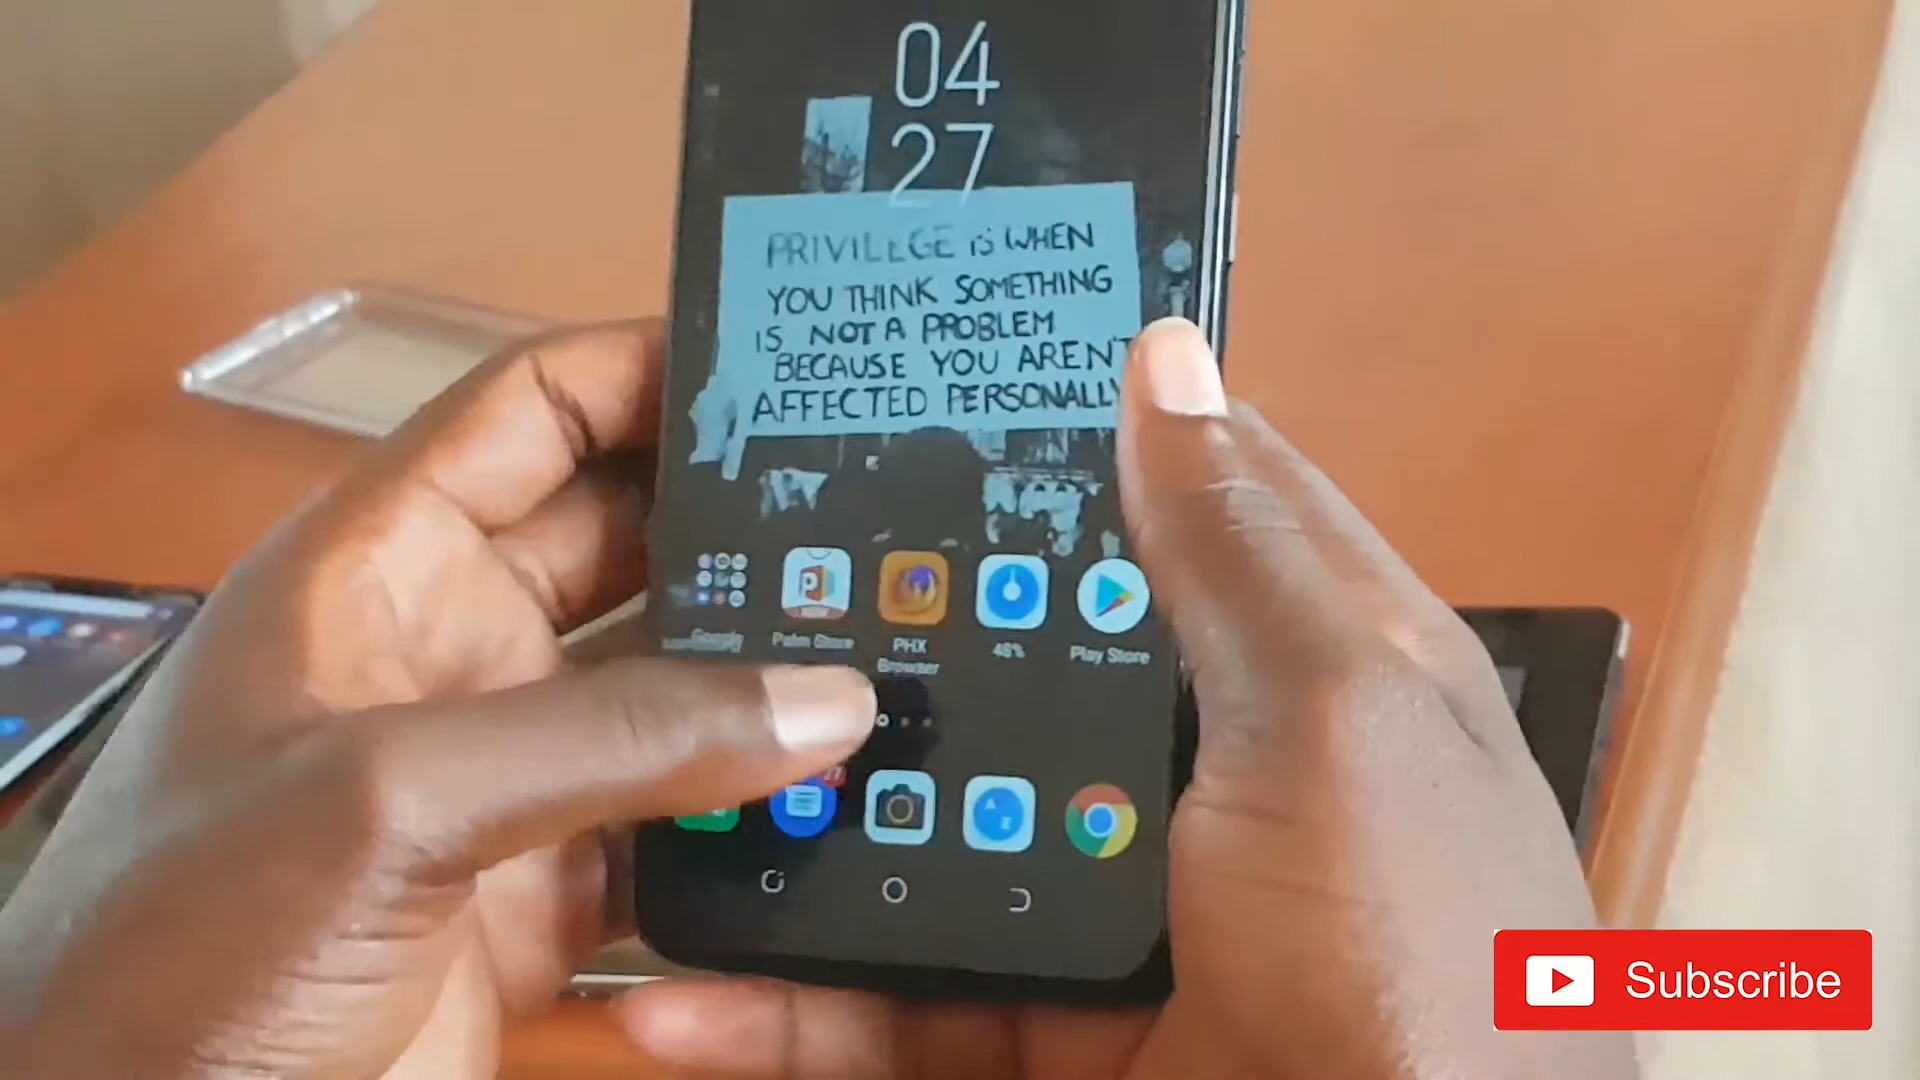 04
27
PRIVILEGE IS WHEN
YOU THINK SOMETHING
IS NOT A PROBLEM
BECAUSE YOU AREN'T
AFFECTED PERSONALLY
Google
Palm Store
PHX
Browser
48%
Play Store
Subscribe